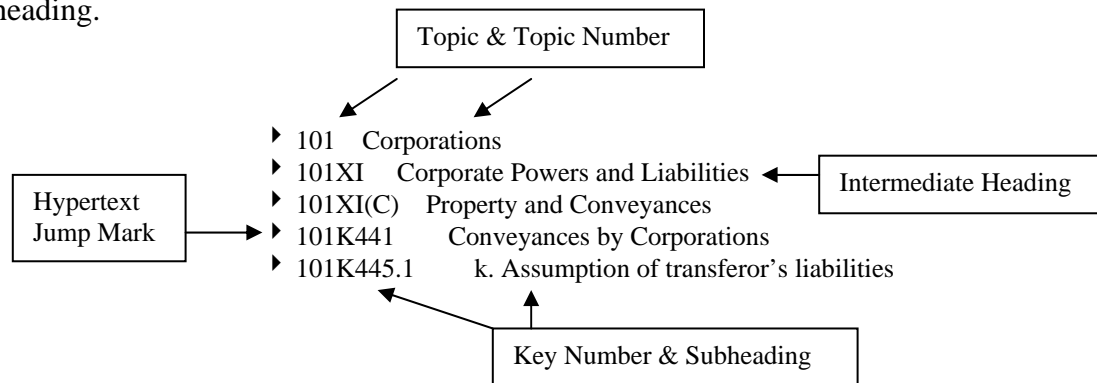 heading.
Topic & Topic Number
101 Corporations
101XI Corporate Powers and Liabilities
Intermediate Heading
Hypertext
Jump Mark
101XI(C) Property and Conveyances
101K441 Conveyances by Corporations
101K445.1 k. Assumption of transferor’s liabilities
Key Number & Subheading